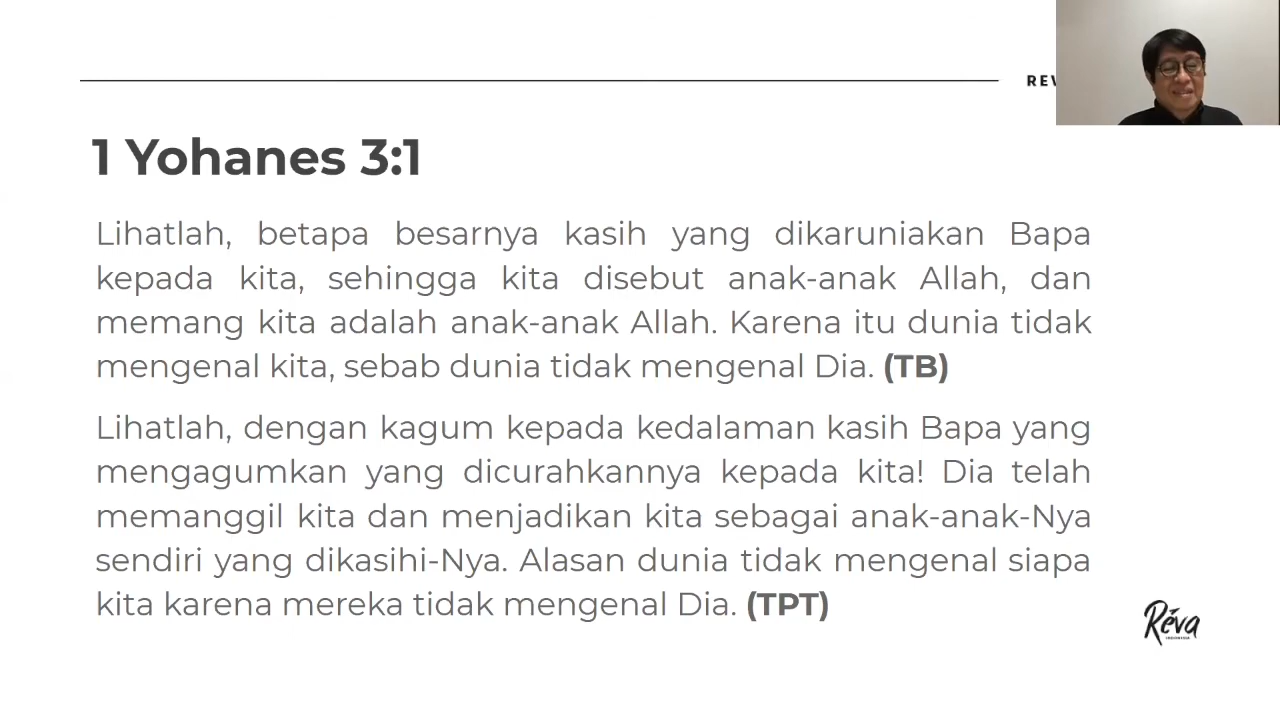 1 Yohanes 3:1
Lihatlah, betapa besarnya kasih yang dikaruniakan Bapa
kepada kita, sehingga kita disebut anak-anak Allah, dan
memang kita adalah anak-anak Allah. Karena itu dunia tidak
mengenal kita, sebab dunia tidak mengenal Dia. (TB)
Lihatlah, dengan kagum kepada kedalaman kasih Bapa yang
mengagumkan yang dicurahkannya kepada kita! Dia telah
memanggil kita dan menjadikan kita sebagai anak-anak-Nya
sendiri yang dikasihi-Nya. Alasan dunia tidak mengenal siapa
kita karena mereka tidak mengenal Dia. (TPT)
Réva
INDONESIA